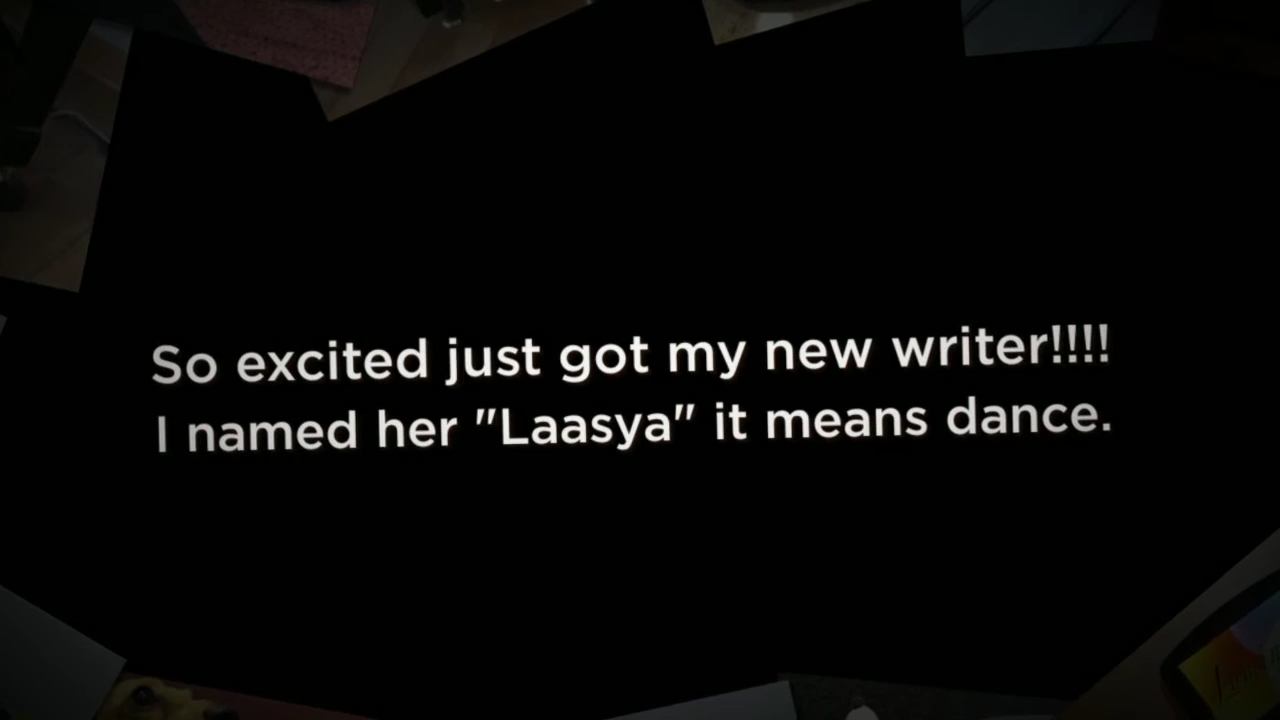 So excited just got my new writer!!!!
I named her "Laasya" it means dance.